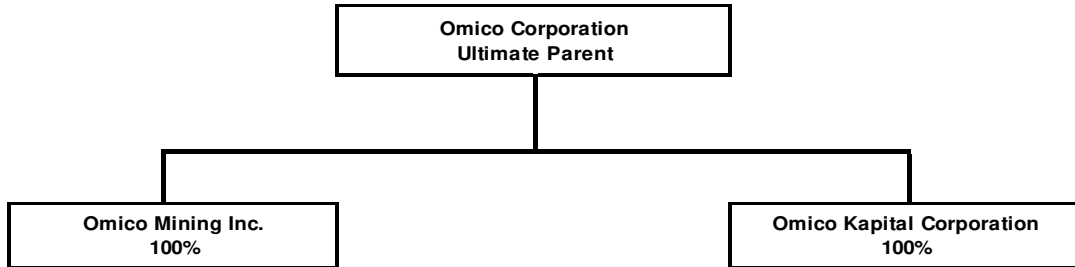 Omico Corporation
Ultimate Parent
Omico Mining Inc.
100%
Omico Kapital Corporation
100%